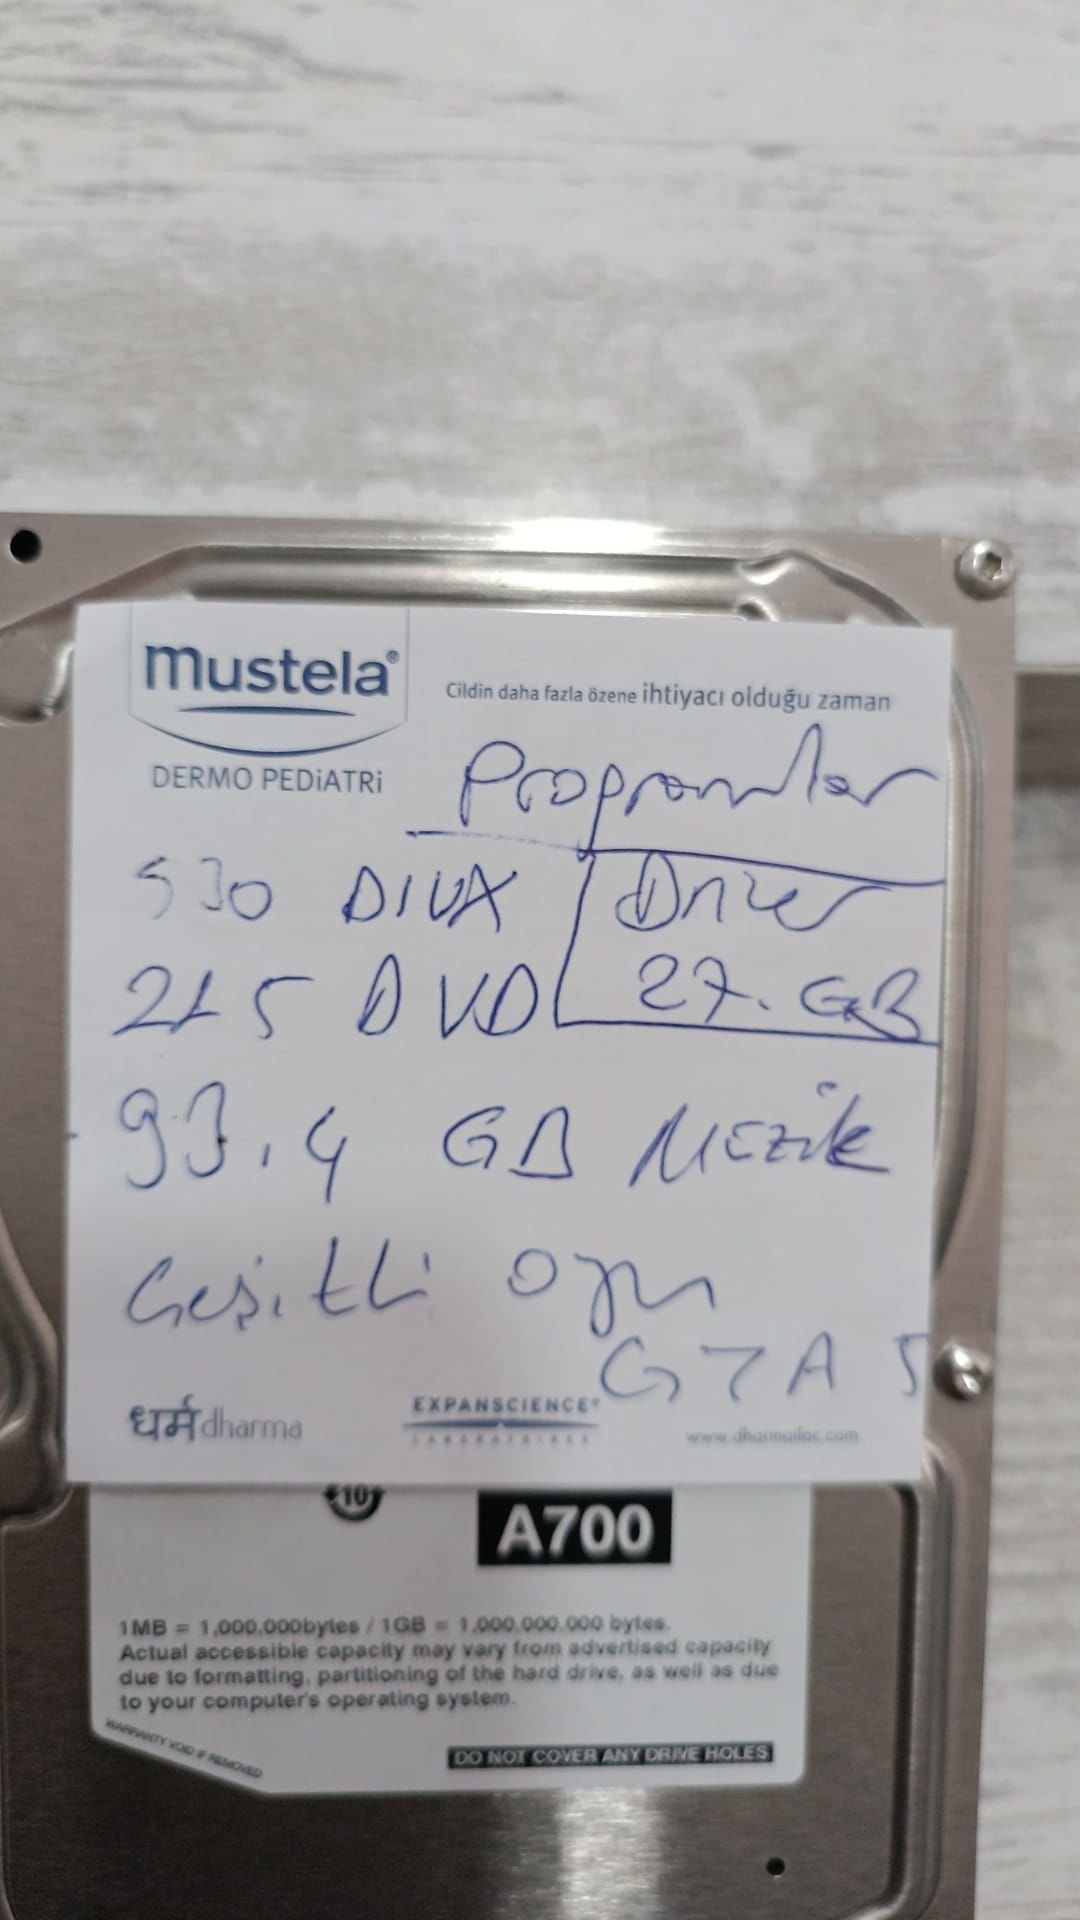 mustela®
Cildin daha fazla özene ihtiyacı olduğu zaman
DERMO PEDiATRi
Programlar
530 DIVX
Driver
215 DVD
27. GB
93.4 GB Müzik
Çeşitli oyun
GTA 5
धर्म dharma
EXPANSCIENCE®
LABORATOIRES
www.dharmailac.com
10
A700
1MB = 1,000,000bytes / 1GB = 1,000,000,000 bytes.
Actual accessible capacity may vary from advertised capacity
due to formatting, partitioning of the hard drive, as well as due
to your computer's operating system.
WARRANTY VOID IF REMOVED
DO NOT COVER ANY DRIVE HOLES